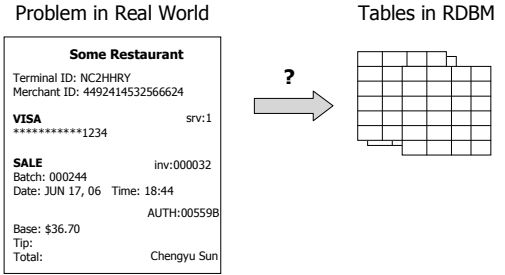 Problem in Real World
Tables in RDBM
Some Restaurant
Terminal ID: NC2HHRY
Merchant ID: 4492414532566624
VISA srv:1
***********1234
SALE inv:000032
Batch: 000244
Date: JUN 17, 06 Time: 18:44
AUTH:00559B
Base: $36.70
Tip:
Total: Chengyu Sun
?